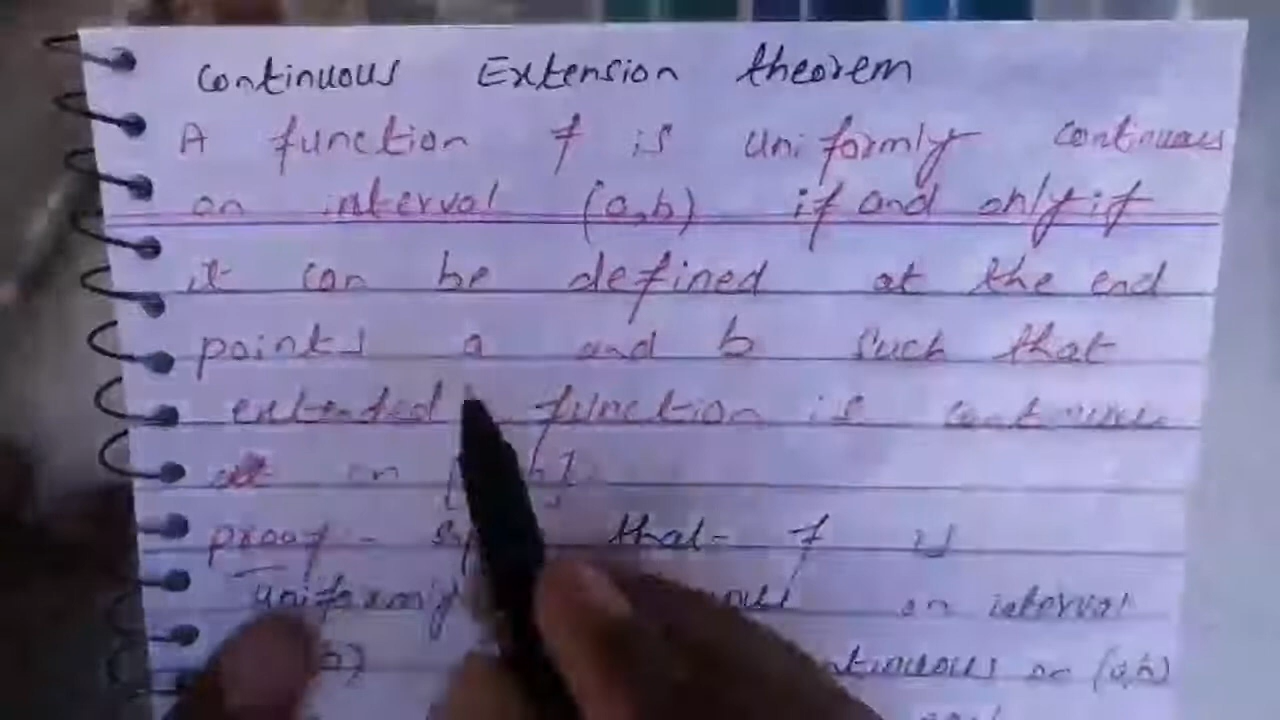 Continuous Extension theorem
A function f is uniformly continuous
on interval (a,b) if and only if
it can be defined at the end
points a and b such that
extended function is continuous
on
proof - that f is
uniformly on interval
continuous on (a,b)